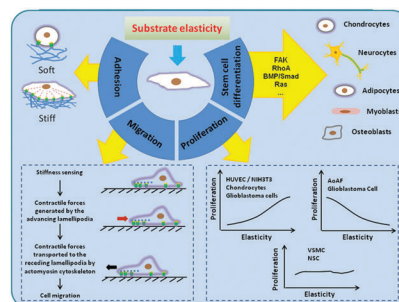 Substrate elasticity
Adhesion
Migration
Proliferation
Stem cell
differentiation
Soft
Stiff
FAK
RhoA
BMP/Smad
Ras
...
Chondrocytes
Neurocytes
Adipocytes
Myoblasts
Osteoblasts
Stiffness sensing
Contractile forces
generated by the
advancing lamellipodia
Contractile forces
transported to the
receding lamellipodia by
actomyosin cytoskeleton
Cell migration
Proliferation
HUVEC / NIH3T3
Chondrocytes
Glioblastoma cells
Elasticity
Proliferation
AoAF
Glioblastoma Cell
Elasticity
Proliferation
VSMC
NSC
Elasticity